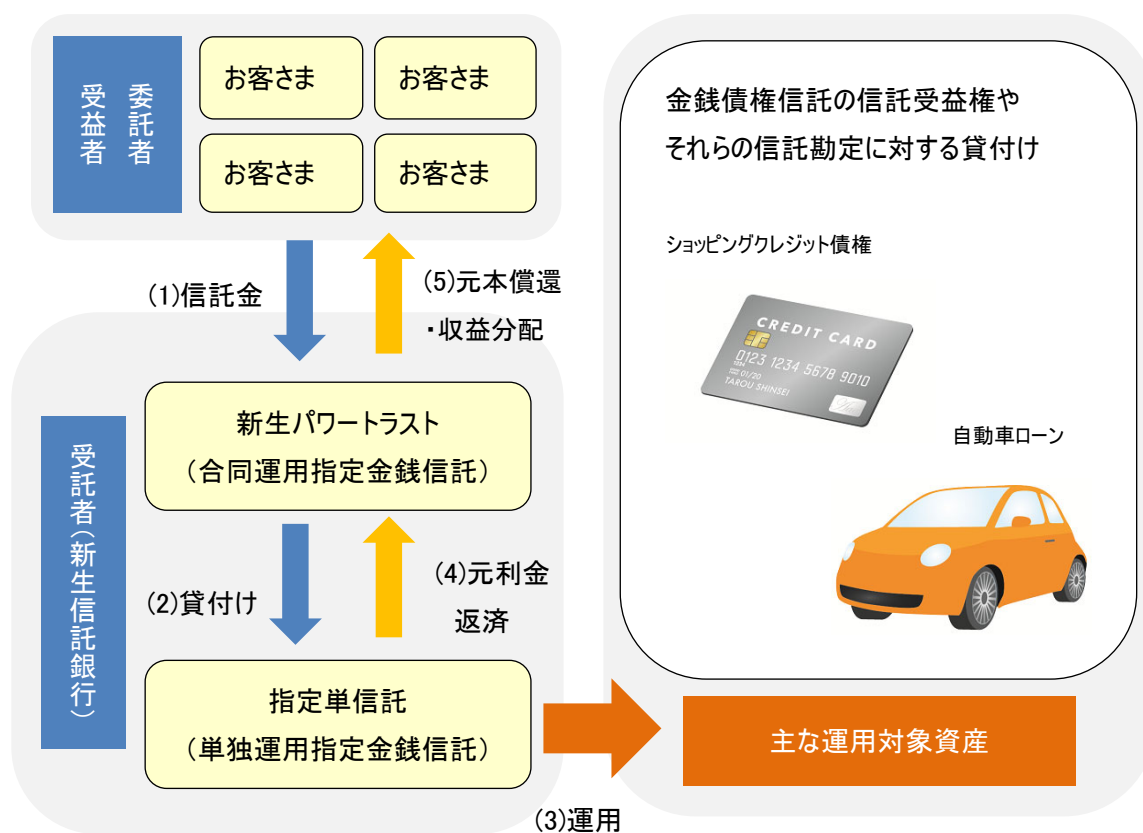 委託者
受益者
お客さま
お客さま
お客さま
お客さま
(1)信託金
(5)元本償還
・収益分配
受託者(新生信託銀行)
新生パワートラスト
(合同運用指定金銭信託)
(2)貸付け
(4)元利金
返済
指定単信託
(単独運用指定金銭信託)
(3)運用
金銭債権信託の信託受益権や
それらの信託勘定に対する貸付け
ショッピングクレジット債権
CREDIT CARD
0123 1234 5678 9010
1234
01/20
TAROU SHINSEI
自動車ローン
主な運用対象資産